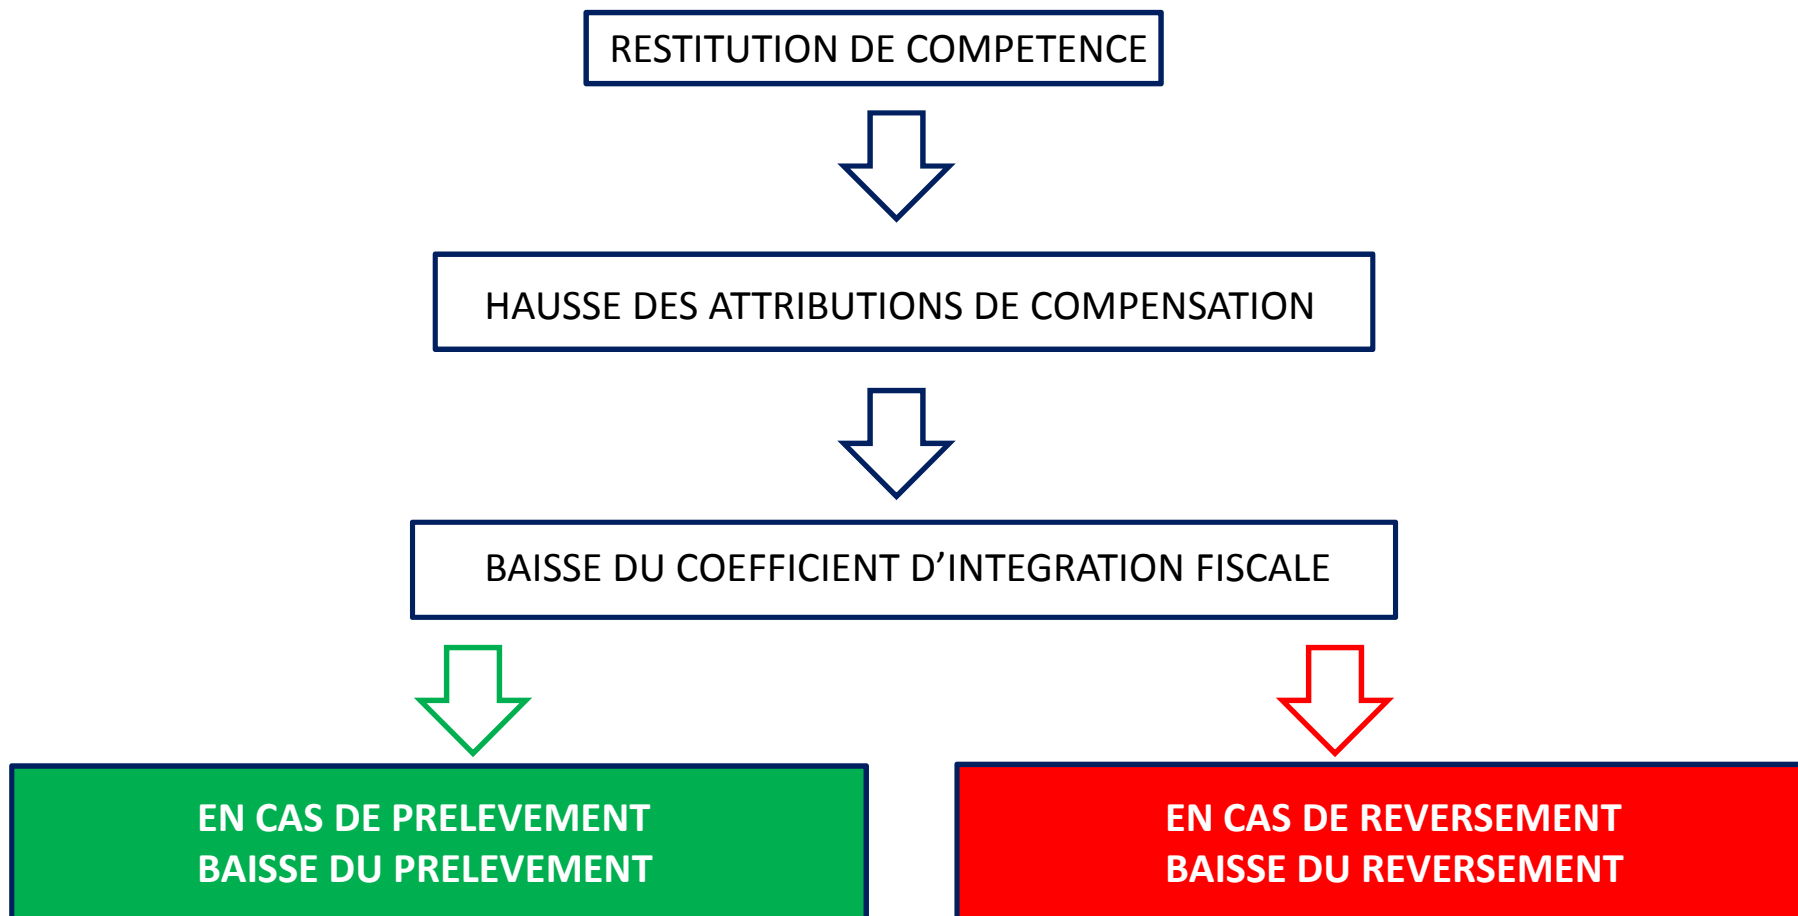 RESTITUTION DE COMPETENCE
HAUSSE DES ATTRIBUTIONS DE COMPENSATION
BAISSE DU COEFFICIENT D’INTEGRATION FISCALE
EN CAS DE PRELEVEMENT
BAISSE DU PRELEVEMENT
EN CAS DE REVERSEMENT
BAISSE DU REVERSEMENT